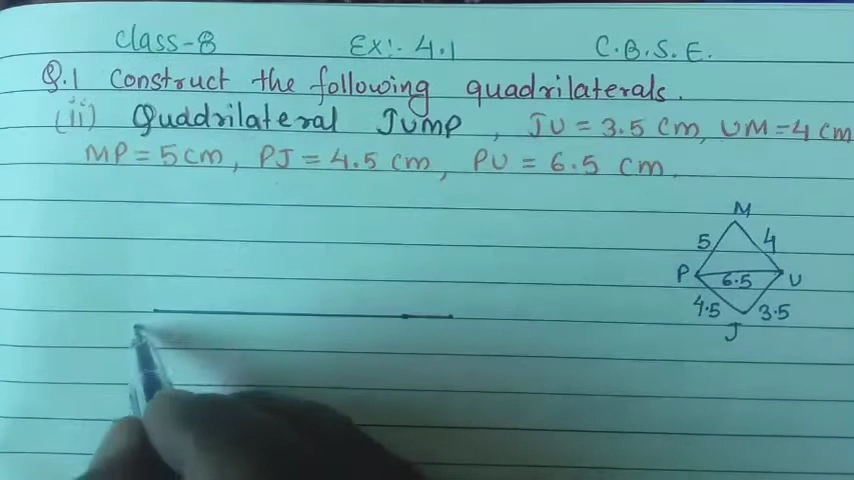 Class-8 Ex:- 4.1 C.B.S.E.
Q.1 Construct the following quadrilaterals.
(ii) Quddrilateral JUMP, JU = 3.5 cm, UM = 4 cm
MP = 5 cm, PJ = 4.5 cm, PU = 6.5 cm.
M
5 4
P 6.5 U
4.5 3.5
J